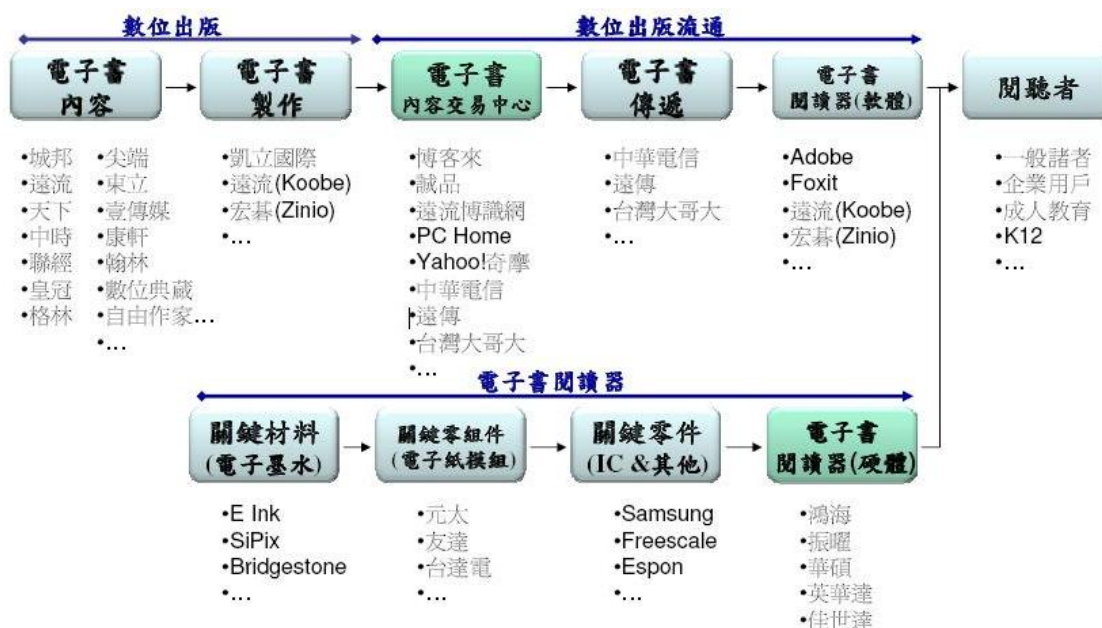 數位出版
數位出版流通
電子書
內容
電子書
製作
電子書
內容交易中心
電子書
傳遞
電子書
閱讀器(軟體)
閱聽者
•城邦
•遠流
•天下
•中時
•聯經
•皇冠
•格林
•尖端
•東立
•壹傳媒
•康軒
•翰林
•數位典藏
•自由作家…
•…
•凱立國際
•遠流(Koobe)
•宏碁(Zinio)
•…
•博客來
•誠品
•遠流博識網
•PC Home
•Yahoo!奇摩
•中華電信
•遠傳
•台灣大哥大
•…
•中華電信
•遠傳
•台灣大哥大
•…
•Adobe
•Foxit
•遠流(Koobe)
•宏碁(Zinio)
•…
•一般諸者
•企業用戶
•成人教育
•K12
•…
電子書閱讀器
關鍵材料
(電子墨水)
關鍵零組件
(電子紙模組)
關鍵零件
(IC &其他)
電子書
閱讀器(硬體)
•E Ink
•SiPix
•Bridgestone
•…
•元太
•友達
•台達電
•…
•Samsung
•Freescale
•Espon
•…
•鴻海
•振曜
•華碩
•英華達
•佳世達